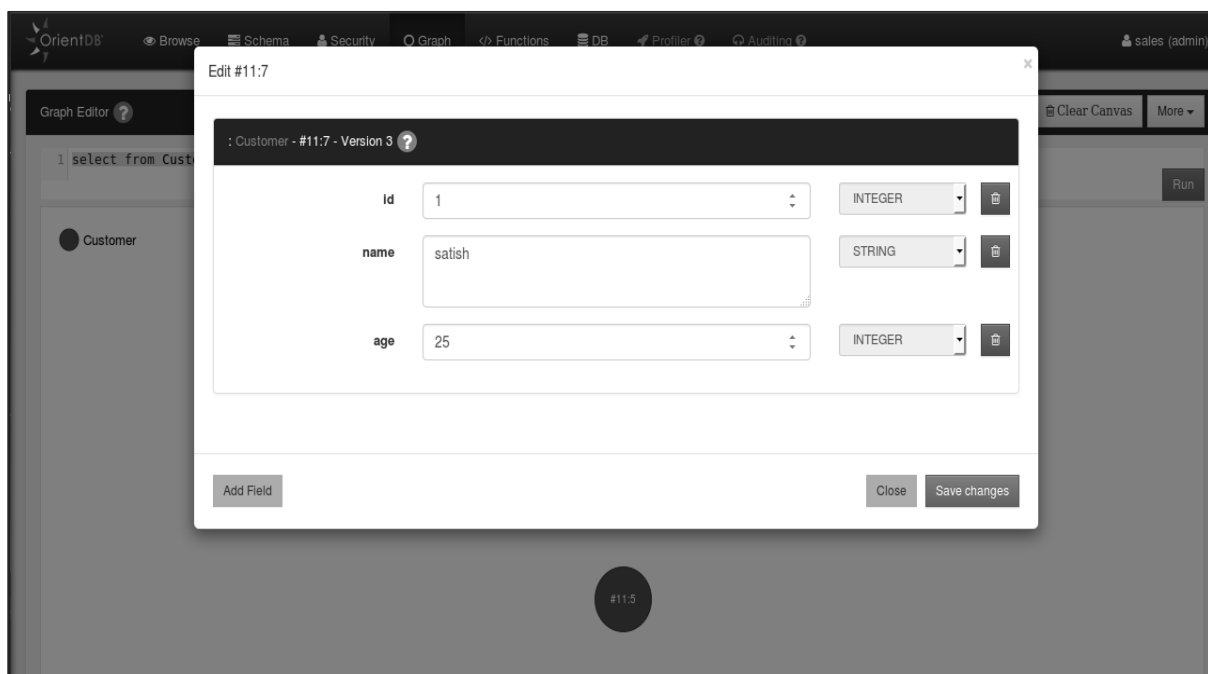 OrientDB Browse Schema Security Graph Functions DB Profiler Auditing sales (admin)
Edit #11:7 ×
Graph Editor ? Clear Canvas More
: Customer - #11:7 - Version 3 ?
1 select from Cust
Run
id 1 INTEGER
Customer
name satish STRING
age 25 INTEGER
Add Field Close Save changes
#11:5